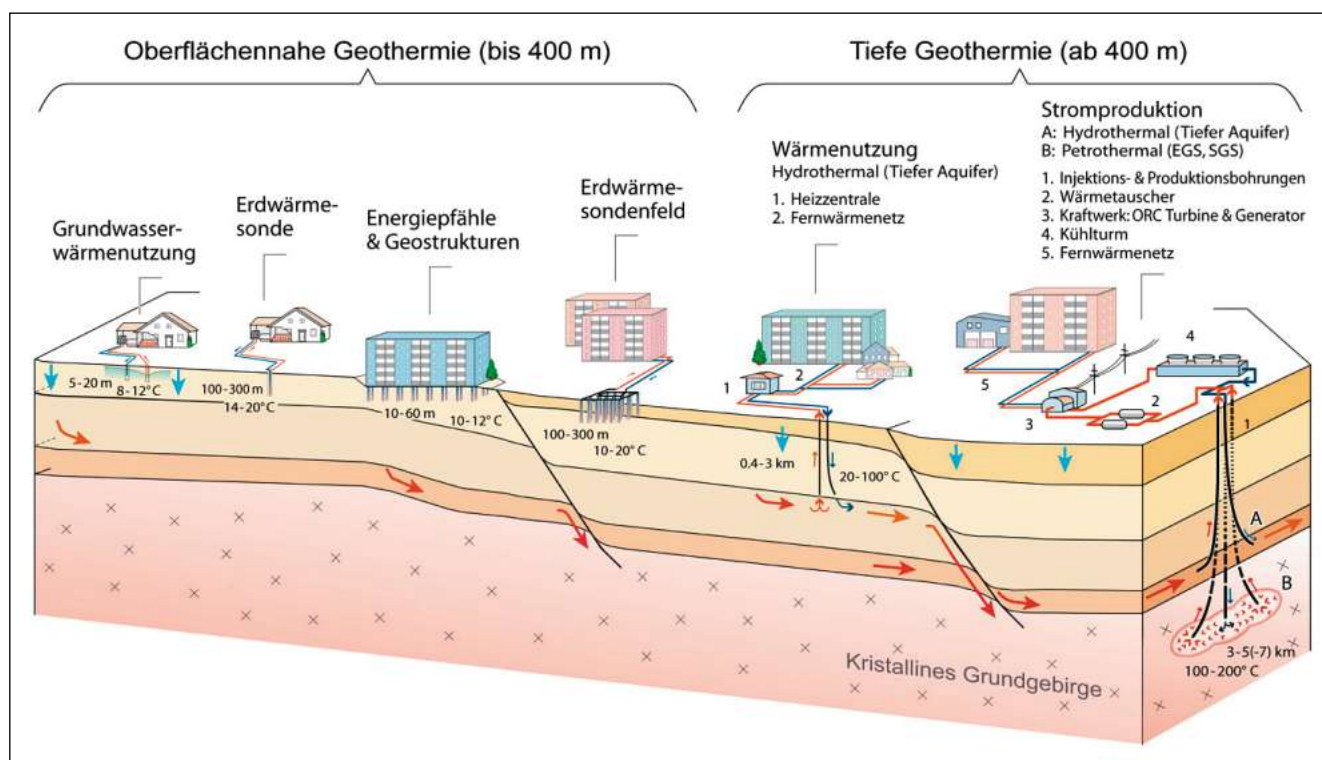 Oberflächennahe Geothermie (bis 400 m)
Tiefe Geothermie (ab 400 m)
Stromproduktion
A: Hydrothermal (Tiefer Aquifer)
B: Petrothermal (EGS, SGS)
1. Injektions- & Produktionsbohrungen
2. Wärmetauscher
3. Kraftwerk: ORC Turbine & Generator
4. Kühlturm
5. Fernwärmenetz
Wärmenutzung
Hydrothermal (Tiefer Aquifer)
1. Heizzentrale
2. Fernwärmenetz
Erdwärme-
sondenfeld
Energiepfähle
& Geostrukturen
Erdwärme-
sonde
Grundwasser-
wärmenutzung
5-20 m
8-12°C
100-300 m
14-20°C
10-60 m
10-12°C
100-300 m
10-20°C
1
2
0.4-3 km
20-100° C
5
3
2
4
1
A
B
3-5(-7) km
100-200° C
Kristallines Grundgebirge